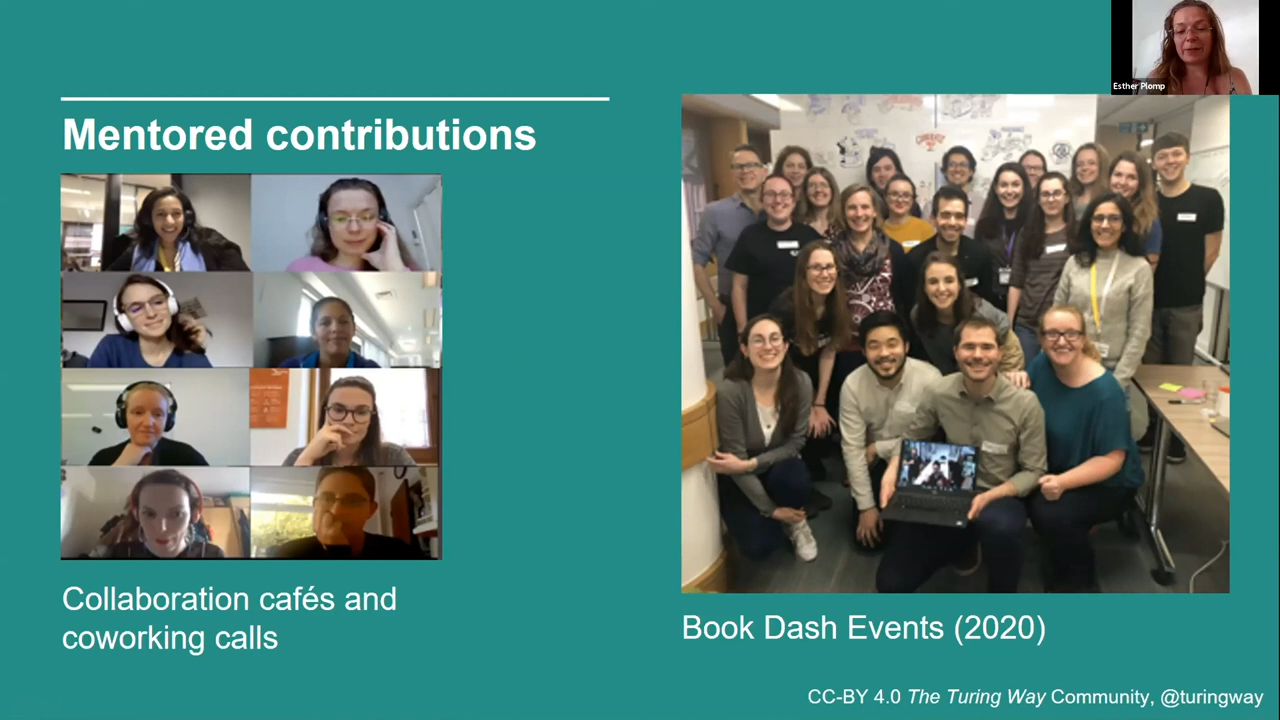 Esther Plomp
Mentored contributions
Collaboration cafés and
coworking calls
Book Dash Events (2020)
CC-BY 4.0 The Turing Way Community, @turingway